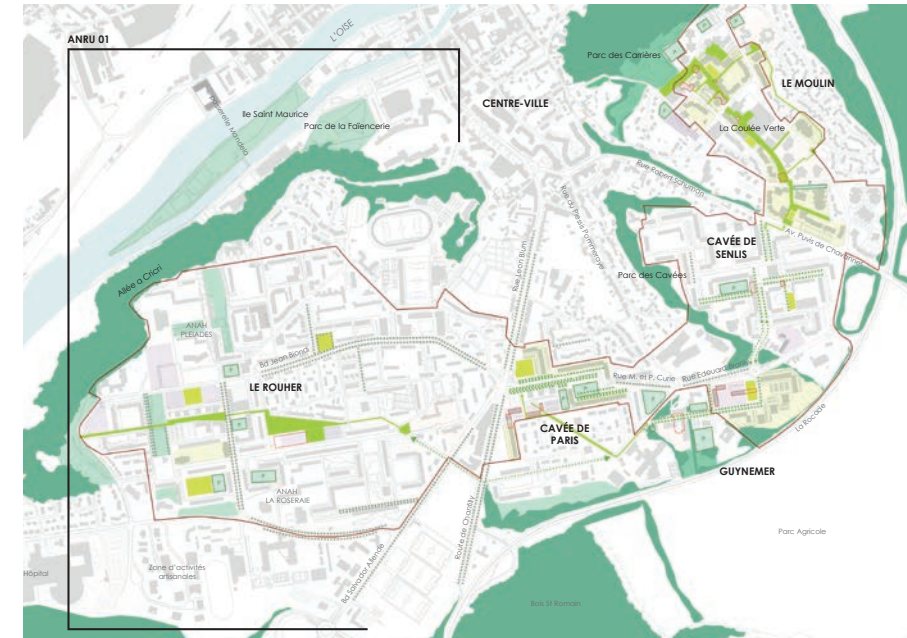 ANRU 01
L'OISE
Parc des Carrières
LE MOULIN
Passerelle Mandela
Ile Saint Maurice
CENTRE-VILLE
Parc de la Faïencerie
La Coulée Verte
Rue Robert Schuman
Rue du Plessis Pommeraye
Av. Puvis de Chavannes
CAVÉE DE
SENLIS
Rue Leon Blum
Parc des Cavées
Allée a Cricri
ANAH
PLEIADES
Bd Jean Biondi
LE ROUHER
Rue M. et P. Curie
Rue Edouard
La Rocade
CAVÉE DE
PARIS
GUYNEMER
ANAH
LA ROSERAIE
Route de Chantilly
Parc Agricole
Bd Salvador Allende
Hôpital
Zone d'activités
artisanales
Bois St Romain